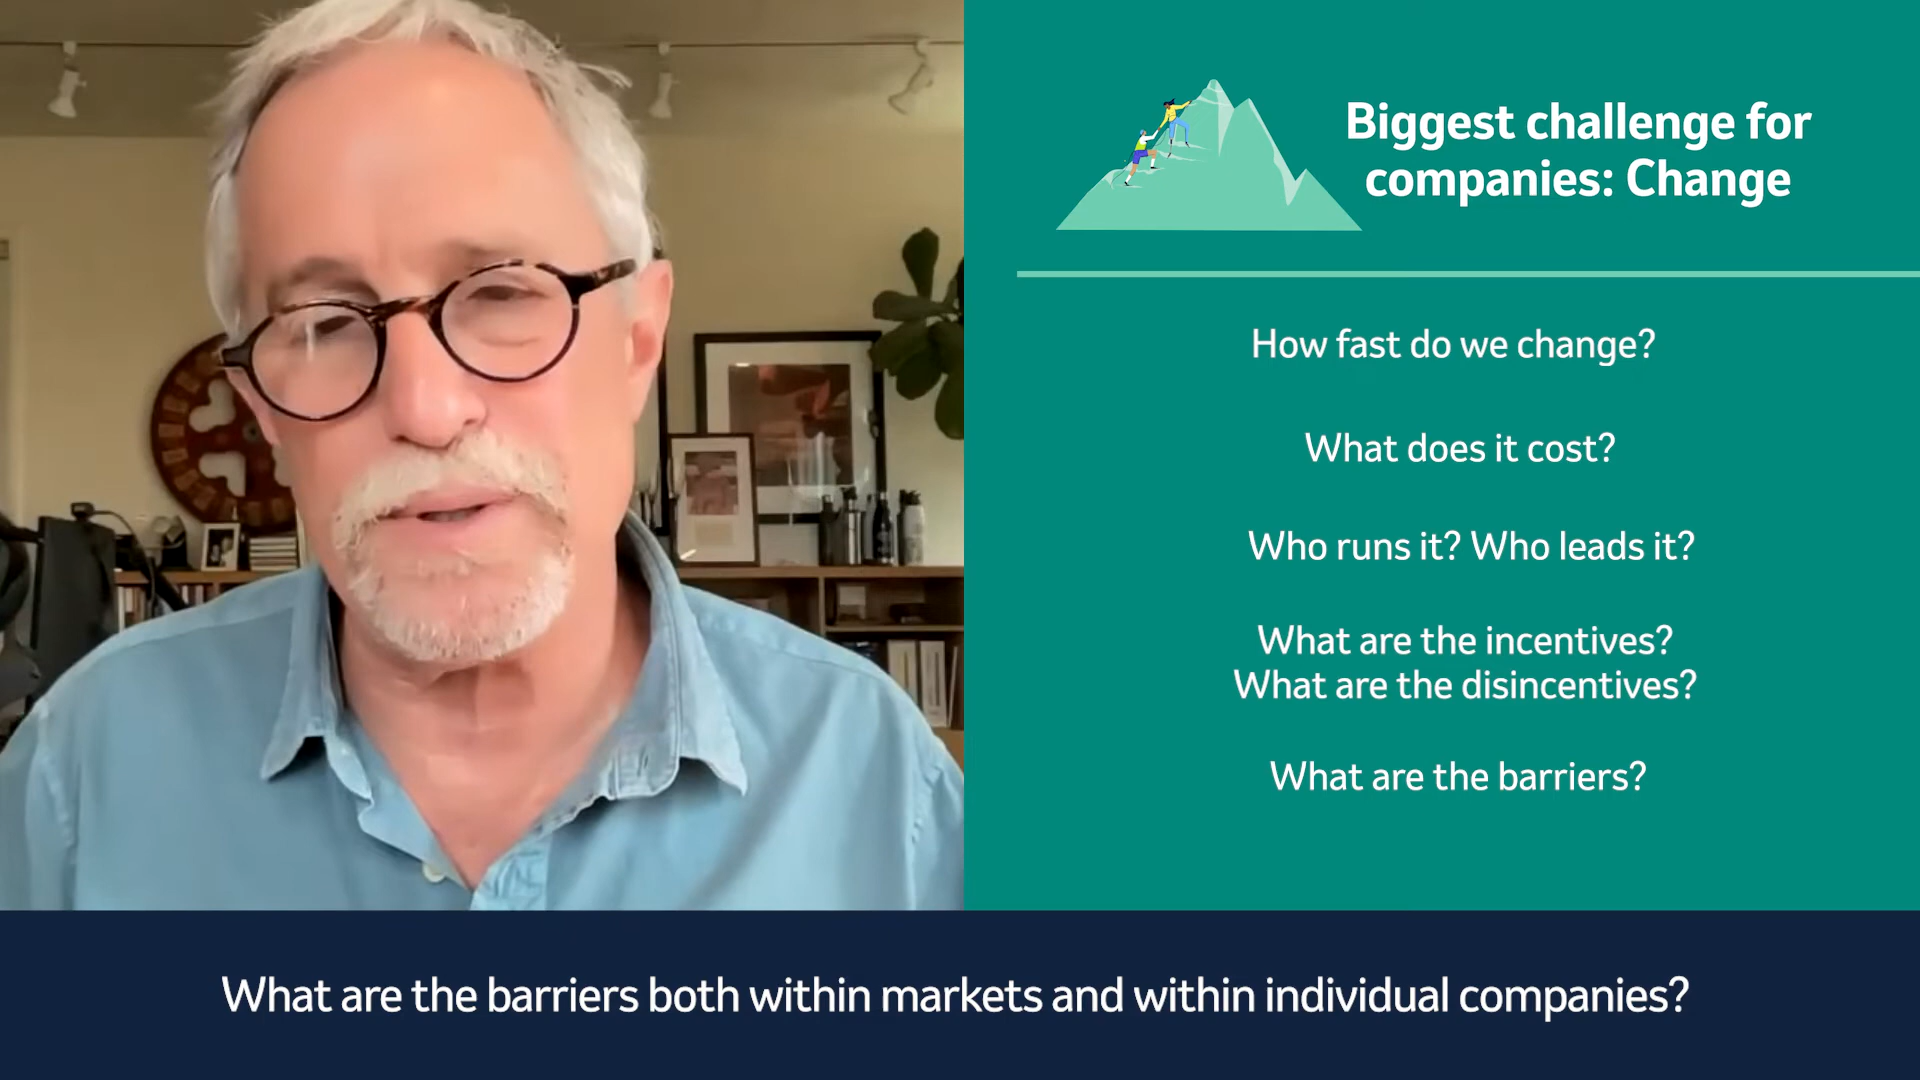 Biggest challenge for
companies: Change
How fast do we change?
What does it cost?
Who runs it? Who leads it?
What are the incentives?
What are the disincentives?
What are the barriers?
What are the barriers both within markets and within individual companies?